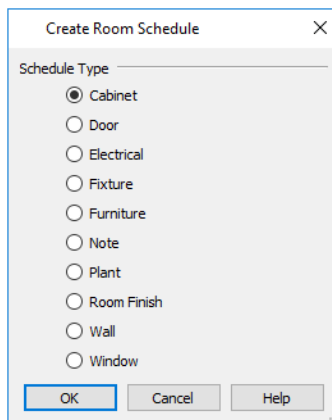 Create Room Schedule
Schedule Type
Cabinet
Door
Electrical
Fixture
Furniture
Note
Plant
Room Finish
Wall
Window
OK Cancel Help